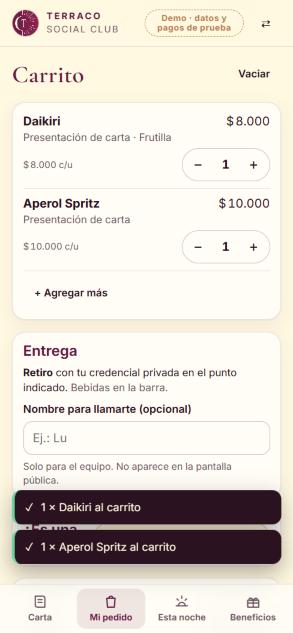 TERRACO
SOCIAL CLUB
Demo · datos y
pagos de prueba
Carrito
Vaciar
Daikiri
$ 8.000
Presentación de carta · Frutilla
$ 8.000 c/u
− 1 +
Aperol Spritz
$ 10.000
Presentación de carta
$ 10.000 c/u
− 1 +
+ Agregar más
Entrega
Retiro con tu credencial privada en el punto
indicado. Bebidas en la barra.
Nombre para llamarte (opcional)
Ej.: Lu
Solo para el equipo. No aparece en la pantalla
pública.
✓ 1 × Daikiri al carrito
¿Es una
✓ 1 × Aperol Spritz al carrito
Carta
Mi pedido
Esta noche
Beneficios